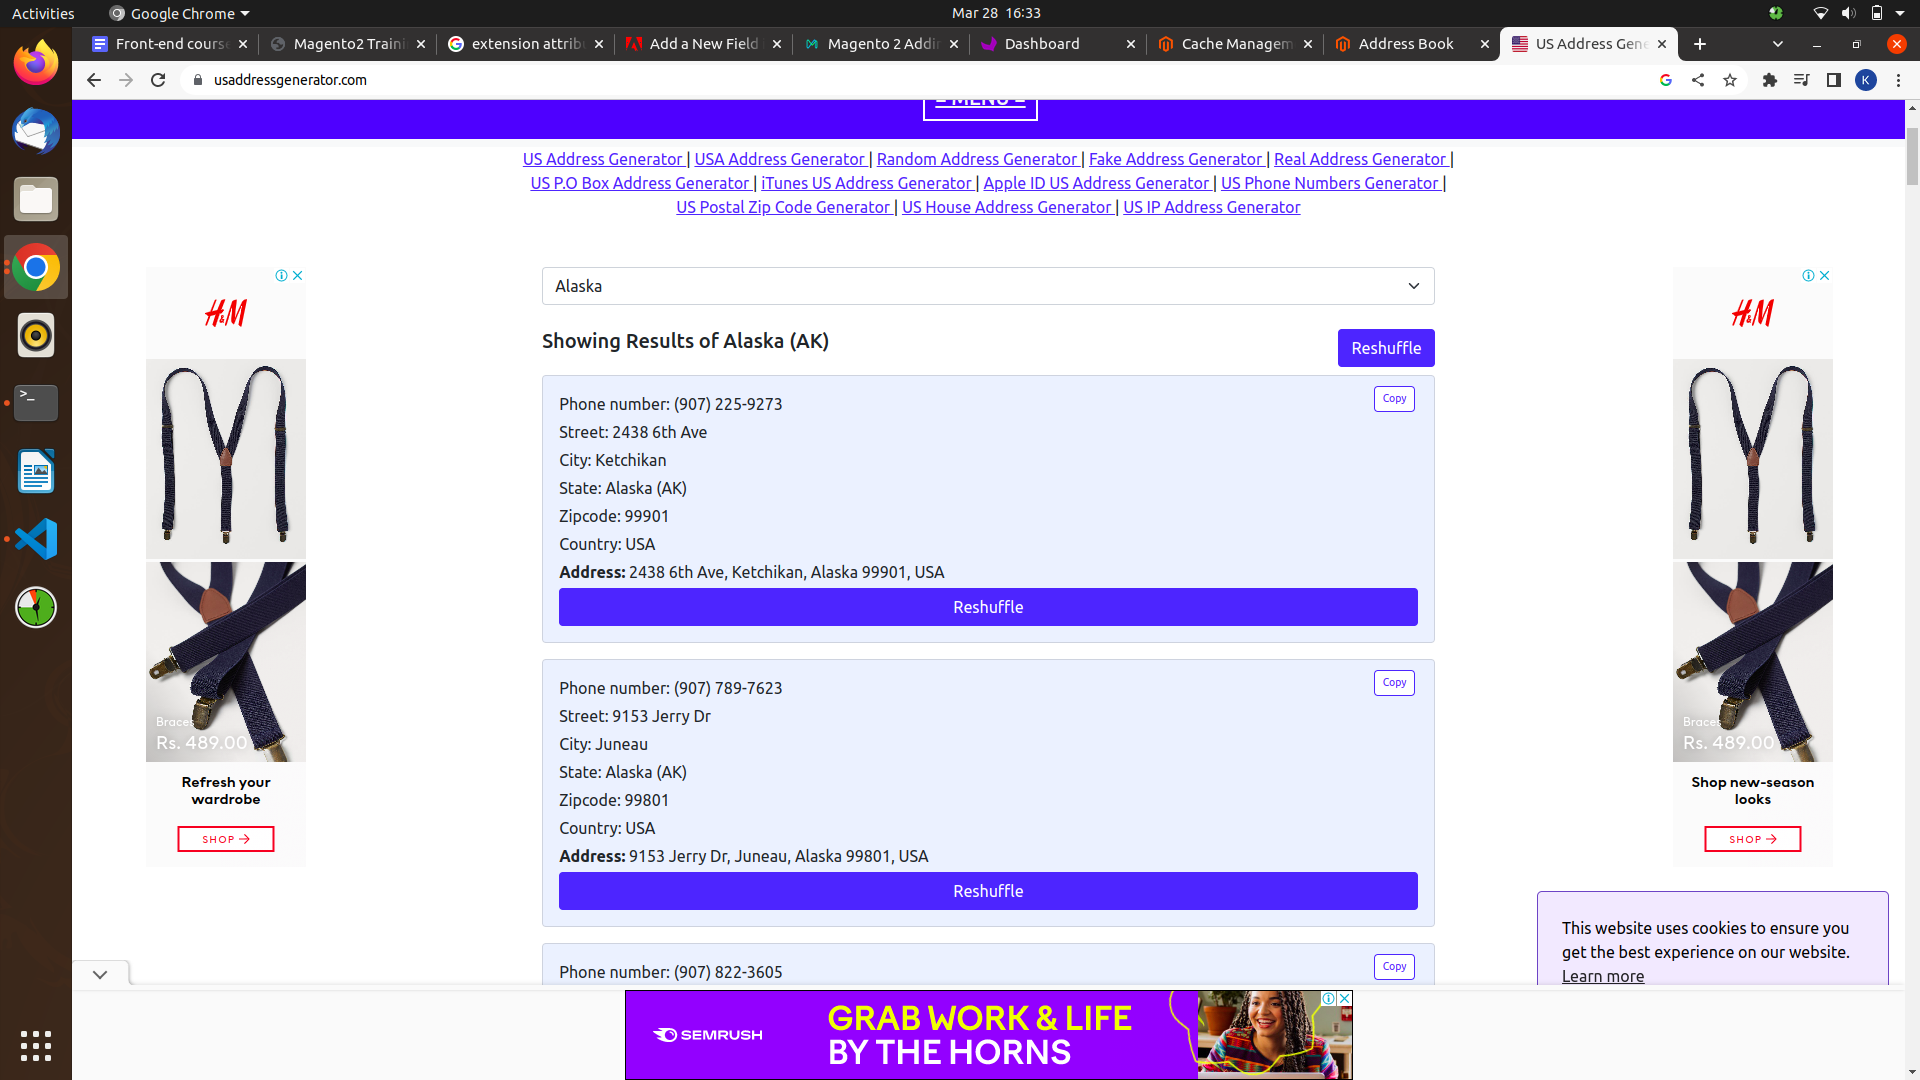 Activities
Google Chrome
Mar 28 16:33
Front-end course
Magento2 Traini
extension attribu
Add a New Field
Magento 2 Addin
Dashboard
Cache Managem
Address Book
US Address Gene
usaddressgenerator.com
K
= MENU =
US Address Generator | USA Address Generator | Random Address Generator | Fake Address Generator | Real Address Generator |
US P.O Box Address Generator | iTunes US Address Generator | Apple ID US Address Generator | US Phone Numbers Generator |
US Postal Zip Code Generator | US House Address Generator | US IP Address Generator
H&M
Braces
Rs. 489.00
Refresh your
wardrobe
SHOP →
Alaska
Showing Results of Alaska (AK)
Reshuffle
Phone number: (907) 225-9273
Copy
Street: 2438 6th Ave
City: Ketchikan
State: Alaska (AK)
Zipcode: 99901
Country: USA
Address: 2438 6th Ave, Ketchikan, Alaska 99901, USA
Reshuffle
Phone number: (907) 789-7623
Copy
Street: 9153 Jerry Dr
City: Juneau
State: Alaska (AK)
Zipcode: 99801
Country: USA
Address: 9153 Jerry Dr, Juneau, Alaska 99801, USA
Reshuffle
Phone number: (907) 822-3605
Copy
H&M
Braces
Rs. 489.00
Shop new-season
looks
SHOP →
This website uses cookies to ensure you
get the best experience on our website.
Learn more
SEMRUSH
GRAB WORK & LIFE
BY THE HORNS